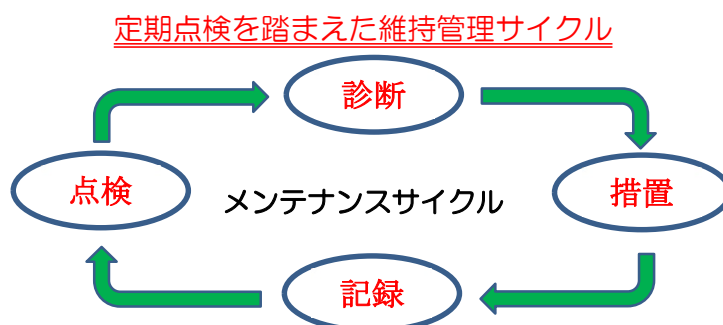 定期点検を踏まえた維持管理サイクル
診断
点検
メンテナンスサイクル
措置
記録